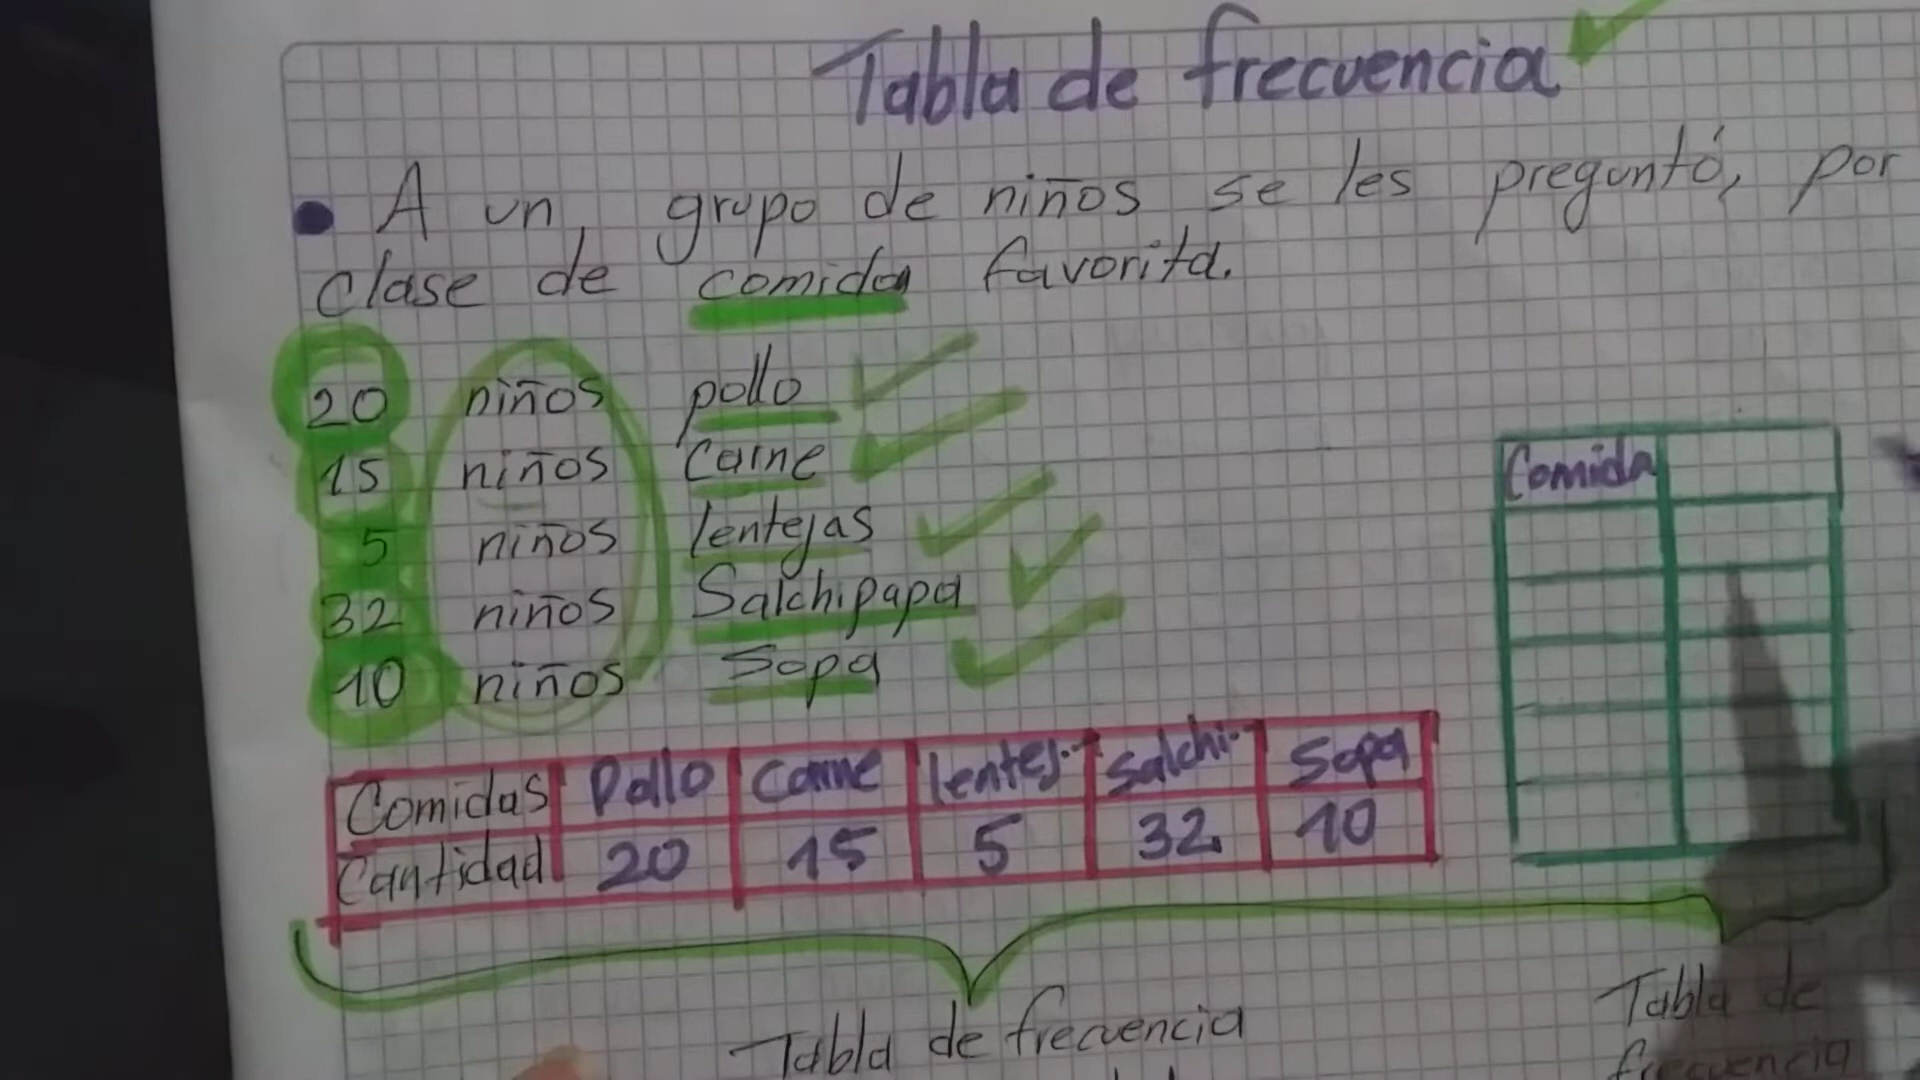 Tabla de frecuencia
A un grupo de niños se les preguntó, por
clase de comida favorita.
20 niños pollo
15 niños Carne
5 niños lentejas
32 niños Salchipapa
10 niños Sopa
Comida
Comidas Pollo Carne lentej. Salchi. Sopa
Cantidad 20 15 5 32 10
Tabla de frecuencia
Tabla de
frecuencia